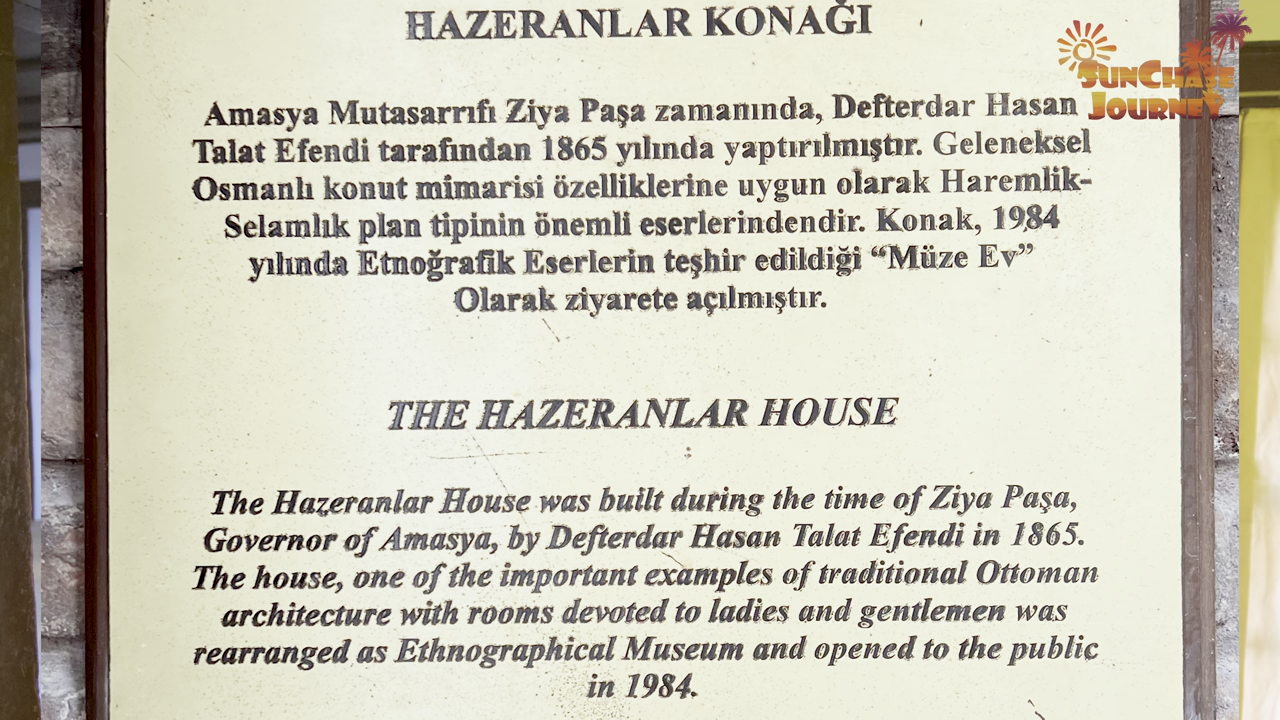 HAZERANLAR KONAĞI
Amasya Mutasarrıfı Ziya Paşa zamanında, Defterdar Hasan
Talat Efendi tarafından 1865 yılında yaptırılmıştır. Geleneksel
Osmanlı konut mimarisi özelliklerine uygun olarak Haremlik-
Selamlık plan tipinin önemli eserlerindendir. Konak, 1984
yılında Etnoğrafik Eserlerin teşhir edildiği “Müze Ev”
Olarak ziyarete açılmıştır.
THE HAZERANLAR HOUSE
The Hazeranlar House was built during the time of Ziya Paşa,
Governor of Amasya, by Defterdar Hasan Talat Efendi in 1865.
The house, one of the important examples of traditional Ottoman
architecture with rooms devoted to ladies and gentlemen was
rearranged as Ethnographical Museum and opened to the public
in 1984.
SUNCHASE
JOURNEY